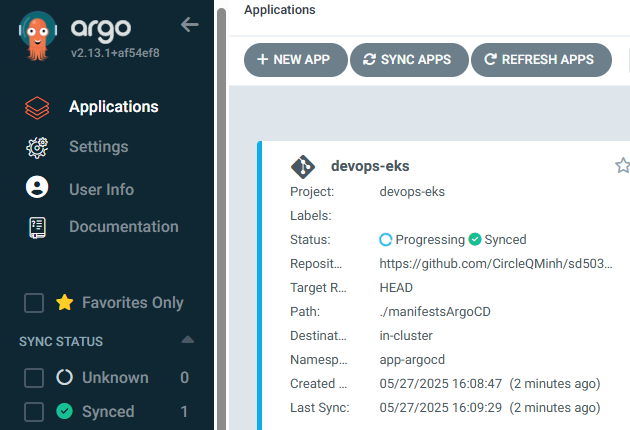 argo
v2.13.1+af54ef8
Applications
Settings
User Info
Documentation
Favorites Only
SYNC STATUS
Unknown 0
Synced 1
Applications
NEW APP SYNC APPS REFRESH APPS
devops-eks
Project: devops-eks
Labels:
Status: Progressing Synced
Reposit... https://github.com/CircleQMinh/sd503...
Target R... HEAD
Path: ./manifestsArgoCD
Destinat... in-cluster
Namesp... app-argocd
Created ... 05/27/2025 16:08:47 (2 minutes ago)
Last Sync: 05/27/2025 16:09:29 (2 minutes ago)